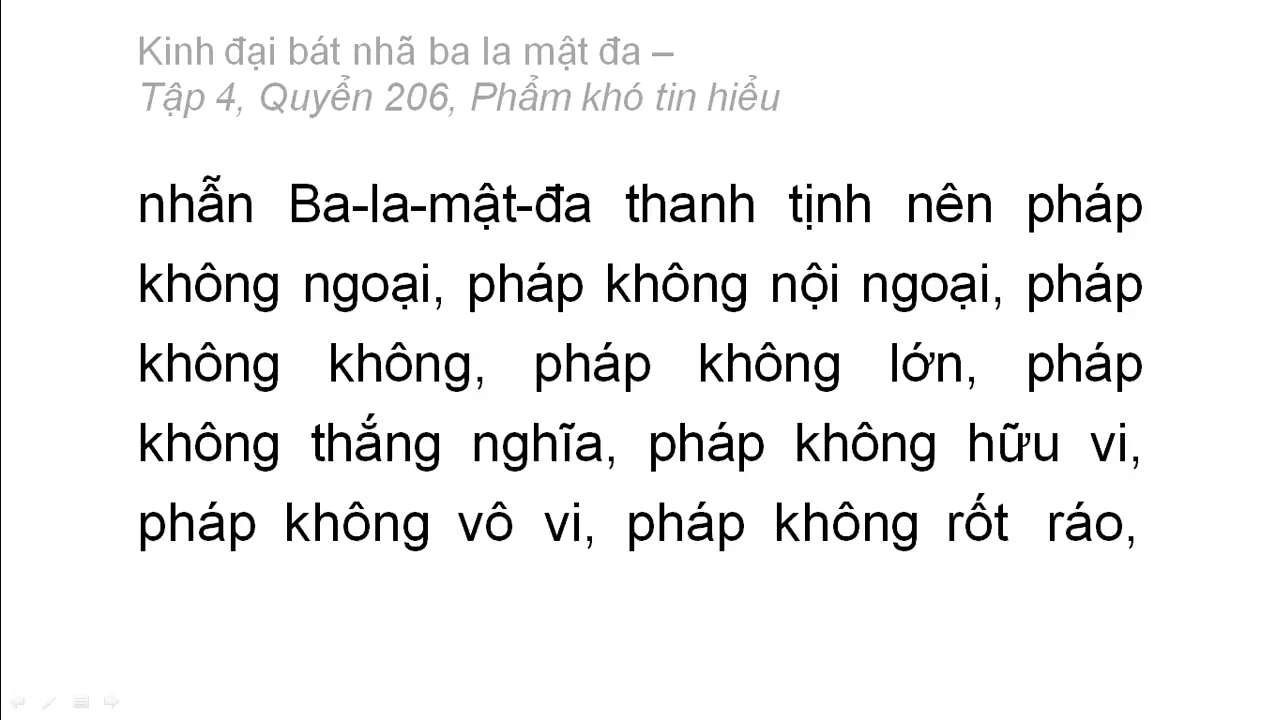 Kinh đại bát nhã ba la mật đa –
Tập 4, Quyển 206, Phẩm khó tin hiểu
nhẫn Ba-la-mật-đa thanh tịnh nên pháp
không ngoại, pháp không nội ngoại, pháp
không không, pháp không lớn, pháp
không thắng nghĩa, pháp không hữu vi,
pháp không vô vi, pháp không rốt ráo,